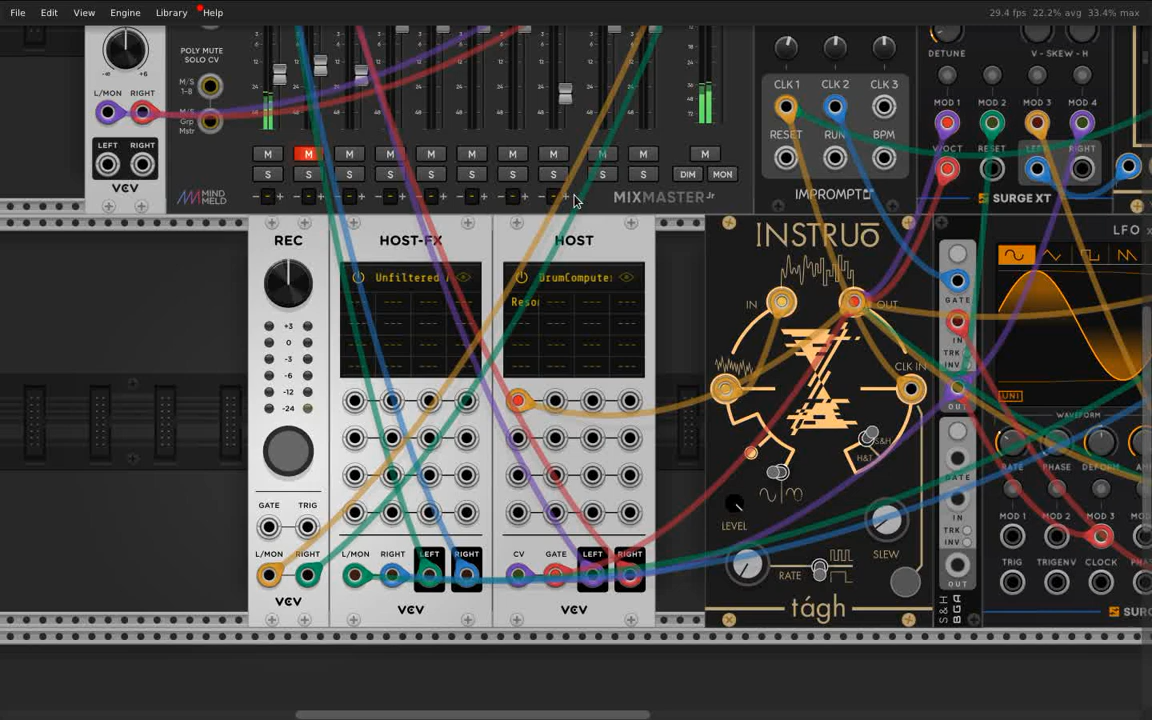 File Edit View Engine Library Help
29.4 fps 22.2% avg 33.4% max
-∞ +6
L/MON RIGHT
LEFT RIGHT
VCV
POLY MUTE
SOLO CV
M/S
1-8
M/S
Grp
Mstr
MIND
MELD
M M M M M M M M M M M
S S S S S S S S S S DIM MON
MIXMASTER Jr
CLK 1 CLK 2 CLK 3
RESET RUN BPM
IMPROMPTU
DETUNE V - SKEW - H
MOD 1 MOD 2 MOD 3 MOD 4
V/OCT RESET LEFT RIGHT
SURGE XT
REC
+3
0
-3
-6
-12
-24
GATE TRIG
L/MON RIGHT
VCV
HOST-FX
Unfiltered
L/MON RIGHT LEFT RIGHT
VCV
HOST
DrumCompute
Reso
CV GATE LEFT RIGHT
VCV
INSTRUŌ
IN OUT
CLK IN
S&H
H&T
LEVEL
SLEW
RATE
tágh
GATE
IN
TRK
INV
OUT
GATE
IN
TRK
INV
OUT
S&H
LFO
UNI
WAVEFORM
RATE PHASE DEFORM
MOD 1 MOD 2 MOD 3
TRIG TRIGENV CLOCK